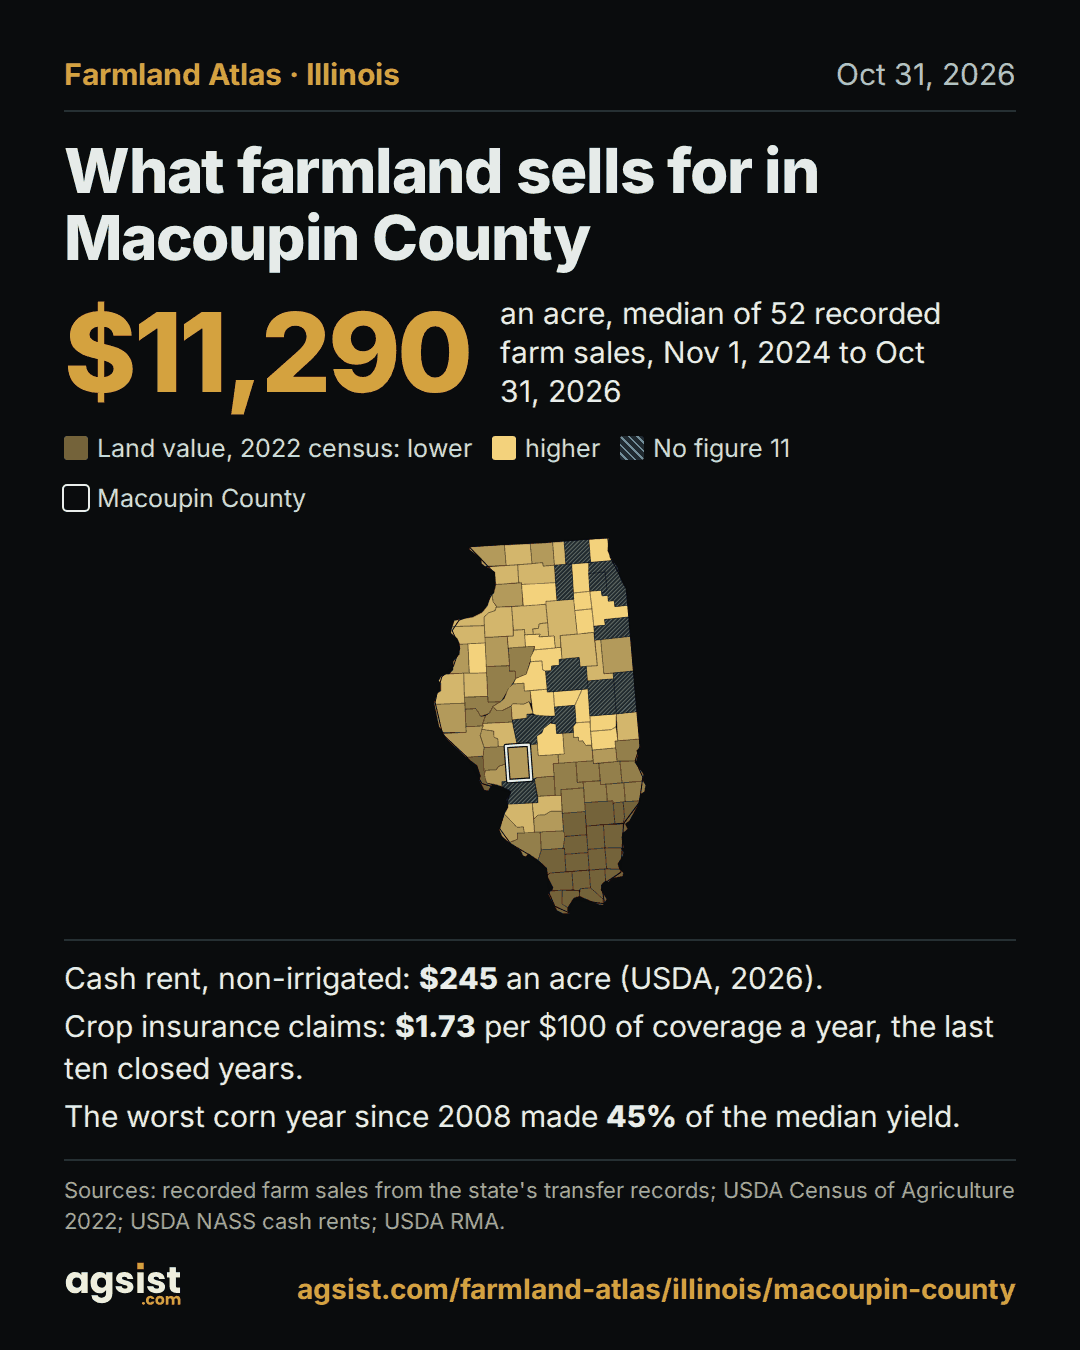 Farmland Atlas · Illinois
Oct 31, 2026
What farmland sells for in
Macoupin County
$11,290
an acre, median of 52 recorded
farm sales, Nov 1, 2024 to Oct
31, 2026
Land value, 2022 census: lower
higher
No figure 11
Macoupin County
Cash rent, non-irrigated: $245 an acre (USDA, 2026).
Crop insurance claims: $1.73 per $100 of coverage a year, the last
ten closed years.
The worst corn year since 2008 made 45% of the median yield.
Sources: recorded farm sales from the state's transfer records; USDA Census of Agriculture
2022; USDA NASS cash rents; USDA RMA.
agsist
.com
agsist.com/farmland-atlas/illinois/macoupin-county